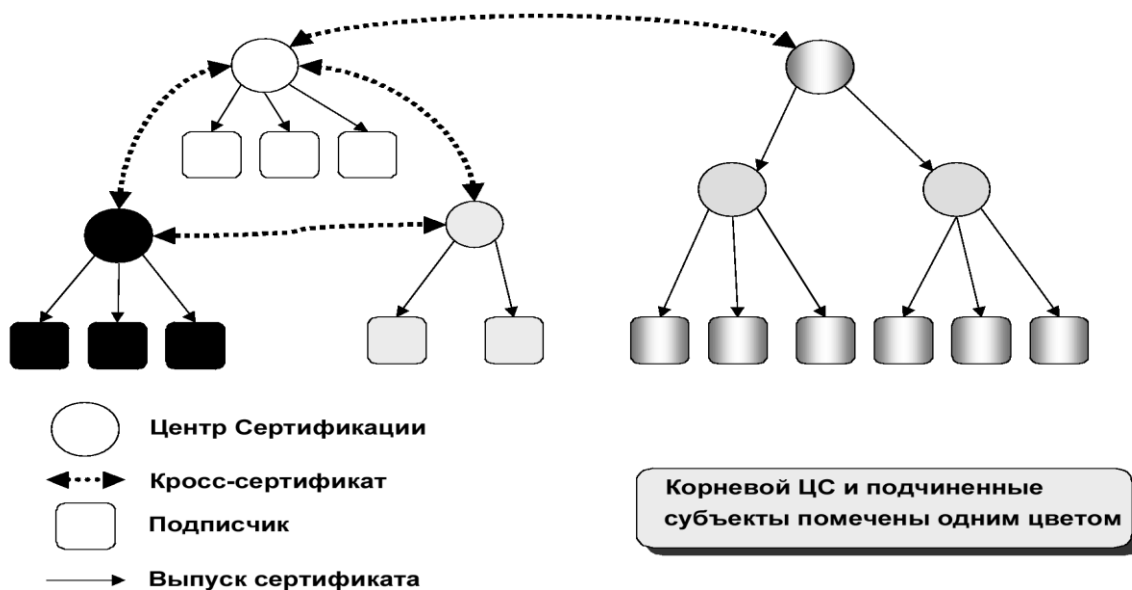 Центр Сертификации
Кросс-сертификат
Подписчик
Выпуск сертификата
Корневой ЦС и подчиненные
субъекты помечены одним цветом